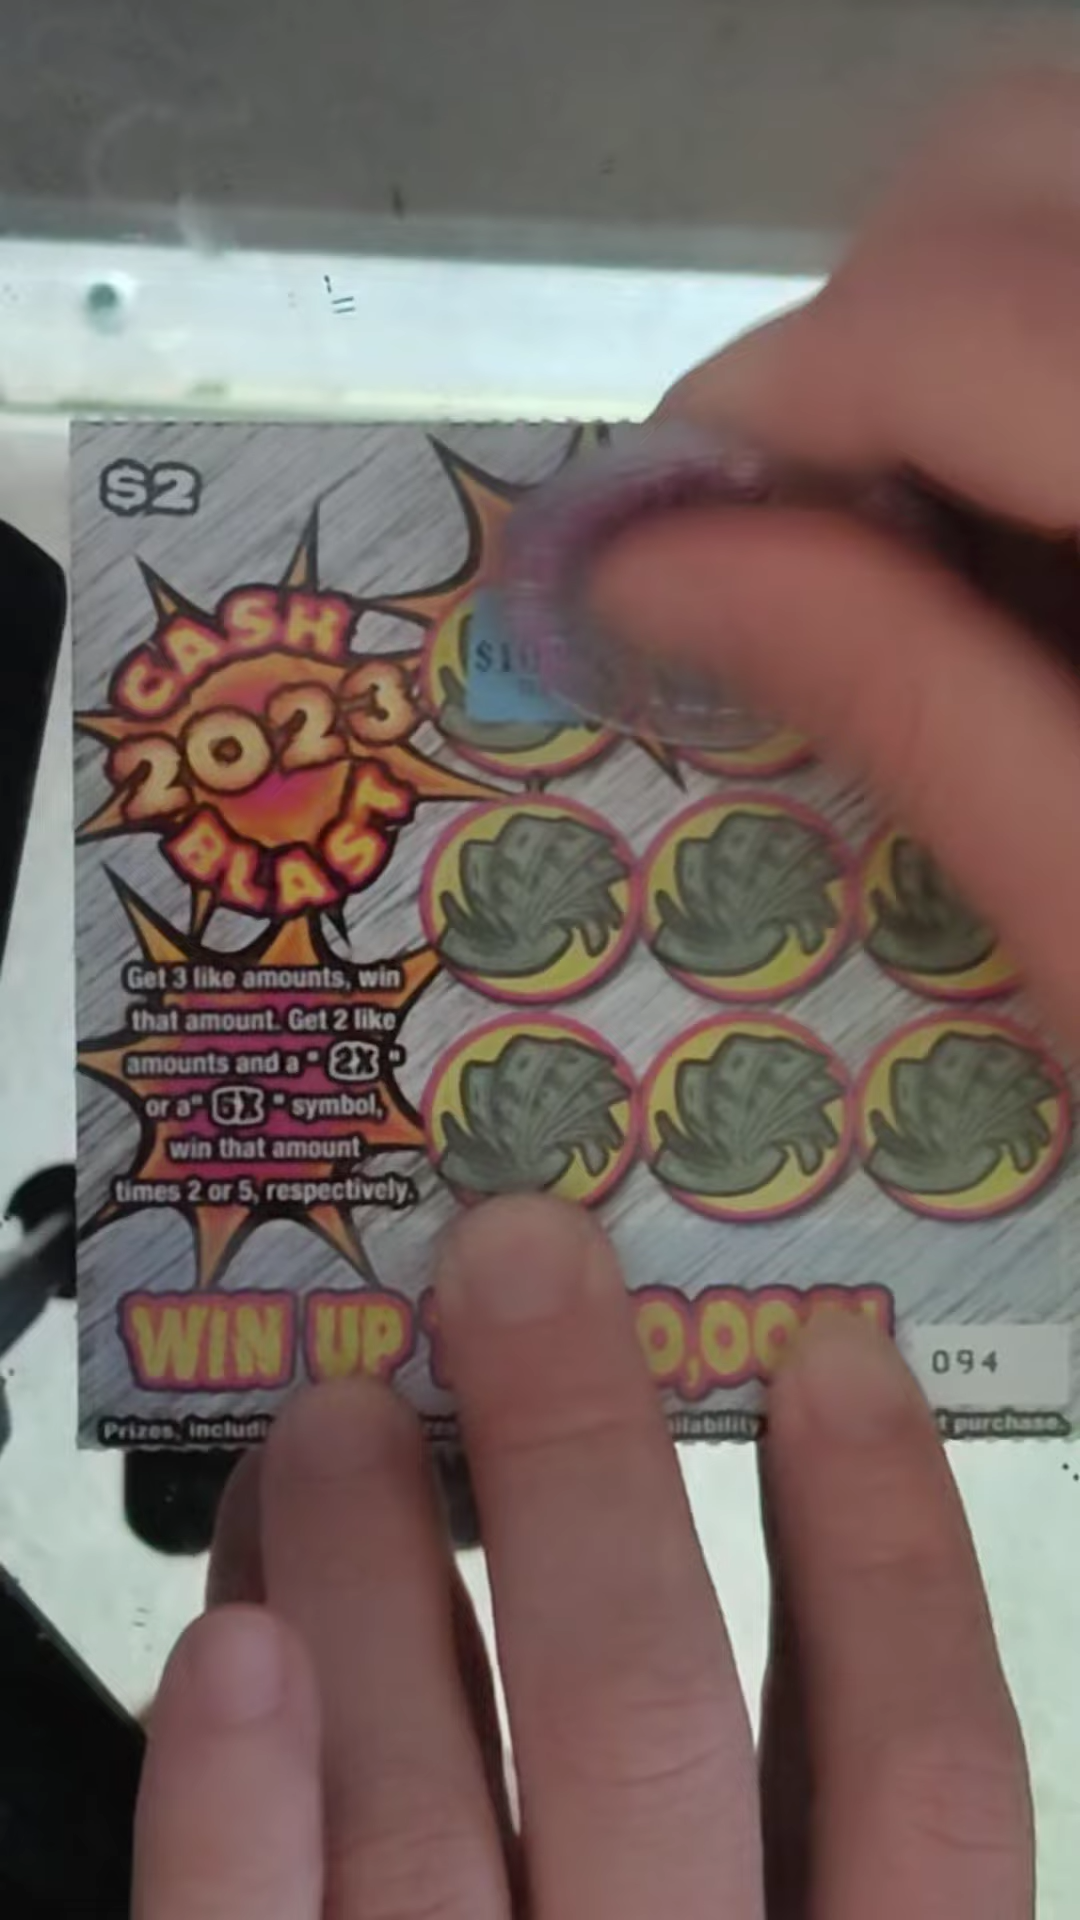 $2
CASH
2023
BLAST
Get 3 like amounts, win
that amount. Get 2 like
amounts and a " 2X "
or a" 5X " symbol,
win that amount
times 2 or 5, respectively.
WIN UP
094
Prizes, purchase.